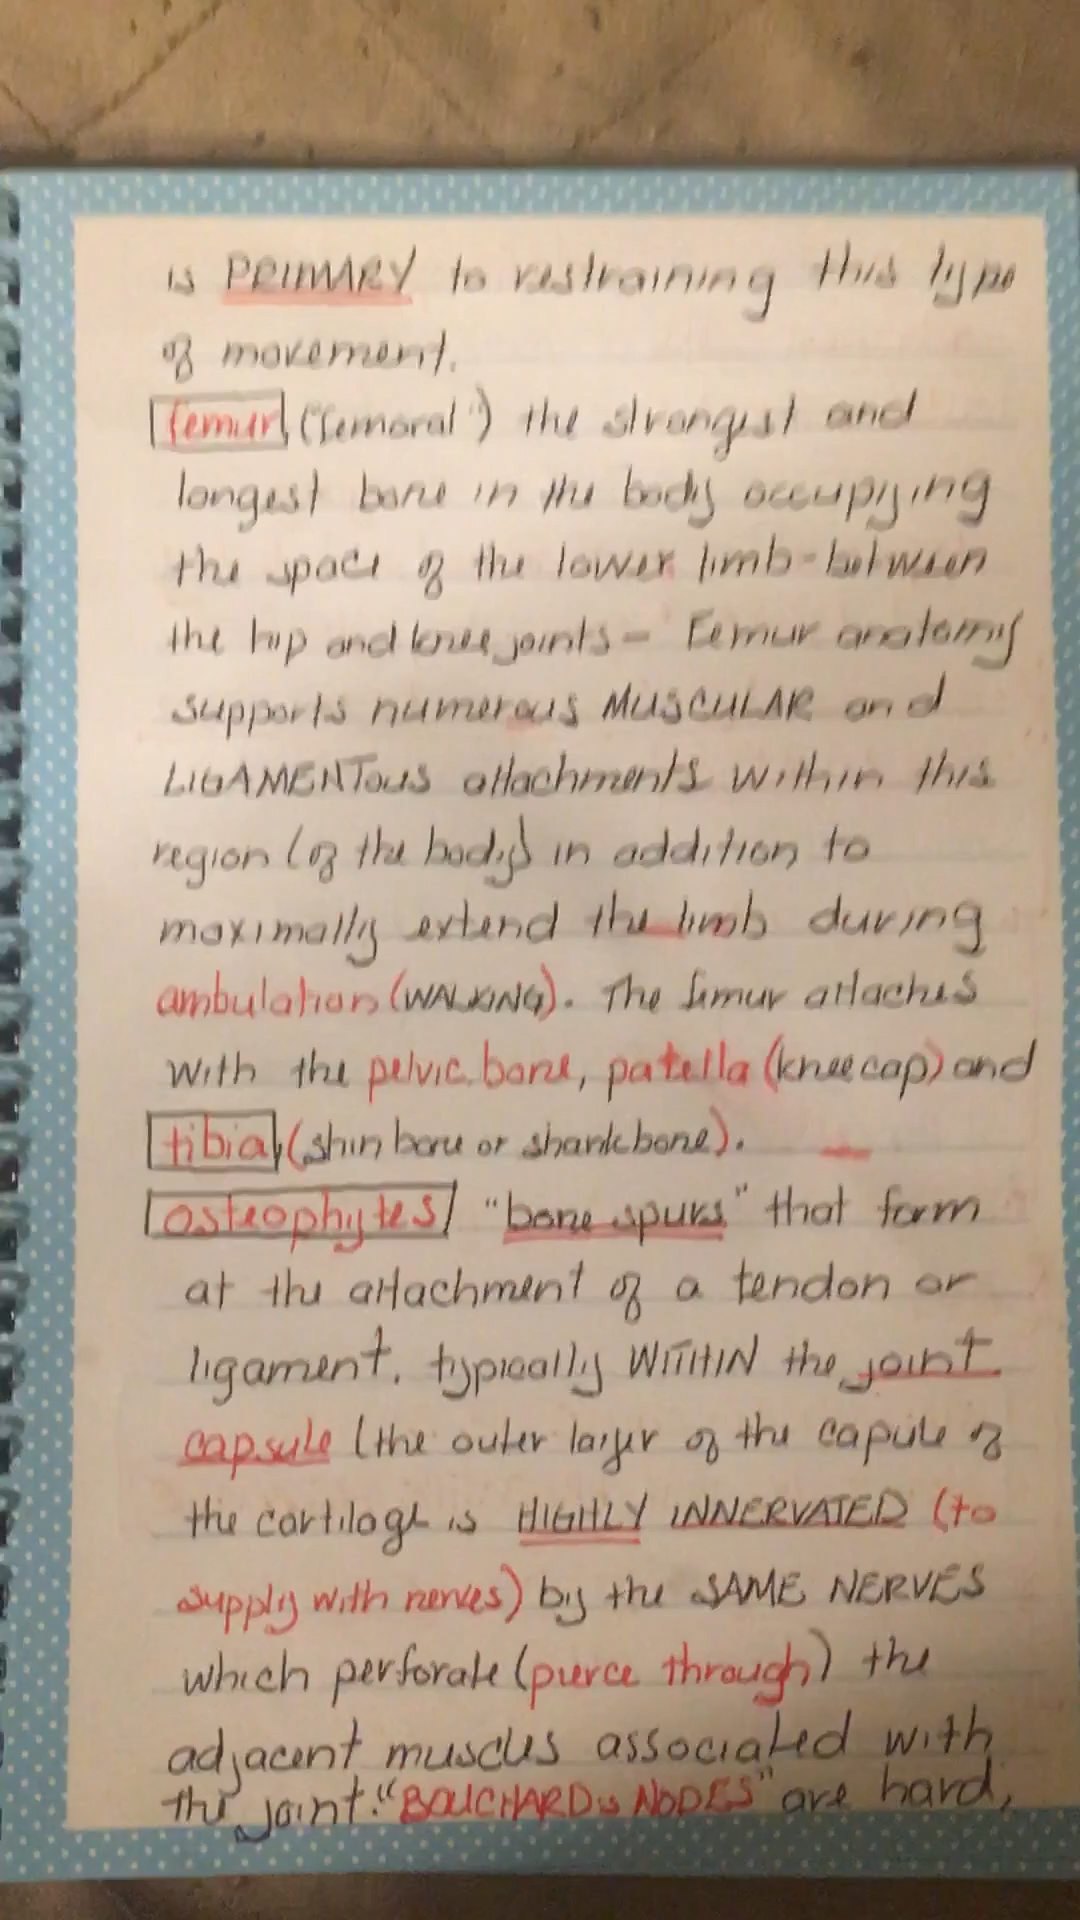 is PRIMARY to restraining this type
of movement.
femur, ("femoral") the strongest and
longest bone in the body occupying
the space of the lower limb-between
the hip and knee joints- Femur anatomy
supports numerous MUSCULAR and
LIGAMENTous attachments within this
region (of the body) in addition to
maximally extend the limb during
ambulation (WALKING). The femur attaches
with the pelvic bone, patella (kneecap) and
tibia, (shin bone or shank bone).
osteophytes/ "bone spurs" that form
at the attachment of a tendon or
ligament, typically WITHIN the joint
capsule (the outer layer of the capule of
the cartilage is HIGHLY INNERVATED (to
supply with nerves) by the SAME NERVES
which perforate (pierce through) the
adjacent muscles associated with
the joint. "BOUCHARD's NODES" are hard,